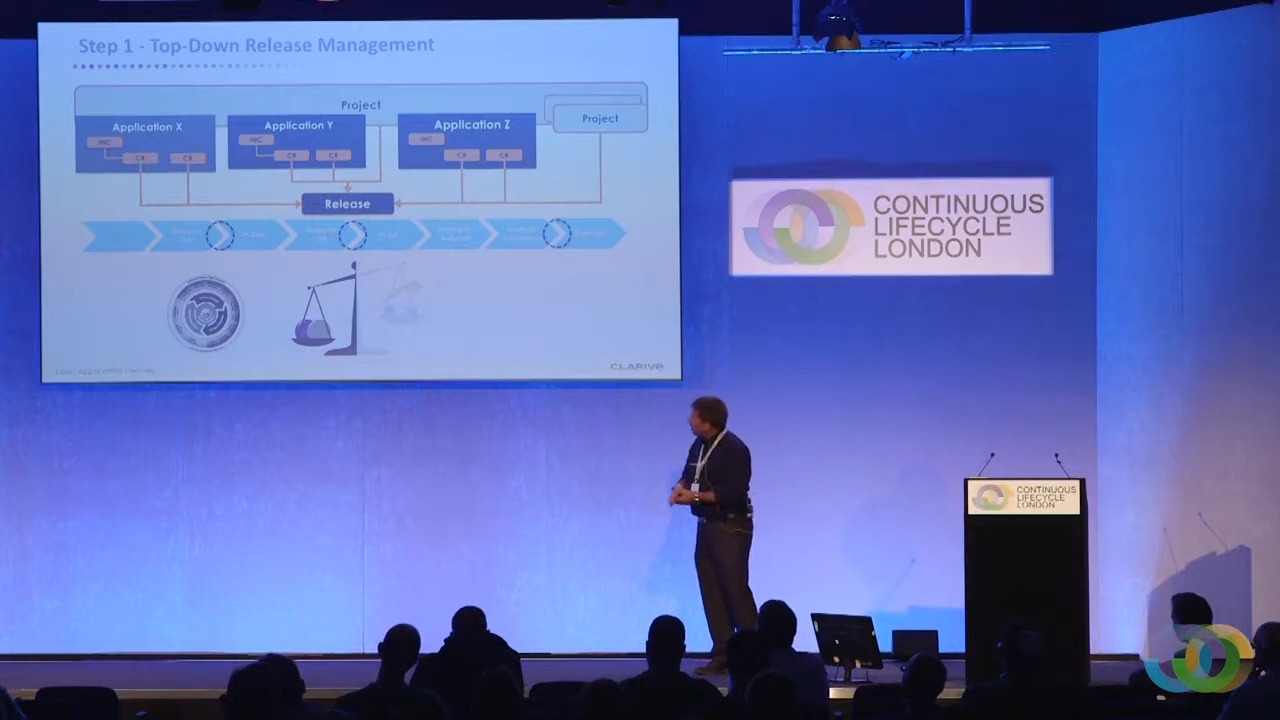 Step 1 - Top-Down Release Management
Project
Application X
Application Y
Application Z
Project
INC
CR
CR
INC
CR
CR
INC
CR
CR
Release
CLARIVE
CONTINUOUS
LIFECYCLE
LONDON
CONTINUOUS
LIFECYCLE
LONDON